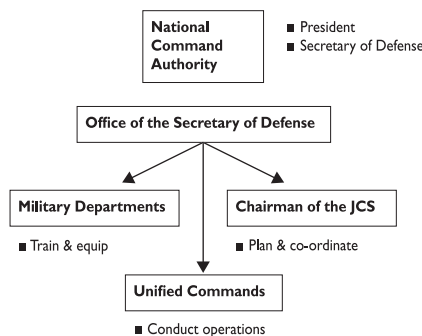 National
Command
Authority
■ President
■ Secretary of Defense
Office of the Secretary of Defense
Military Departments
Chairman of the JCS
■ Train & equip
■ Plan & co-ordinate
Unified Commands
■ Conduct operations